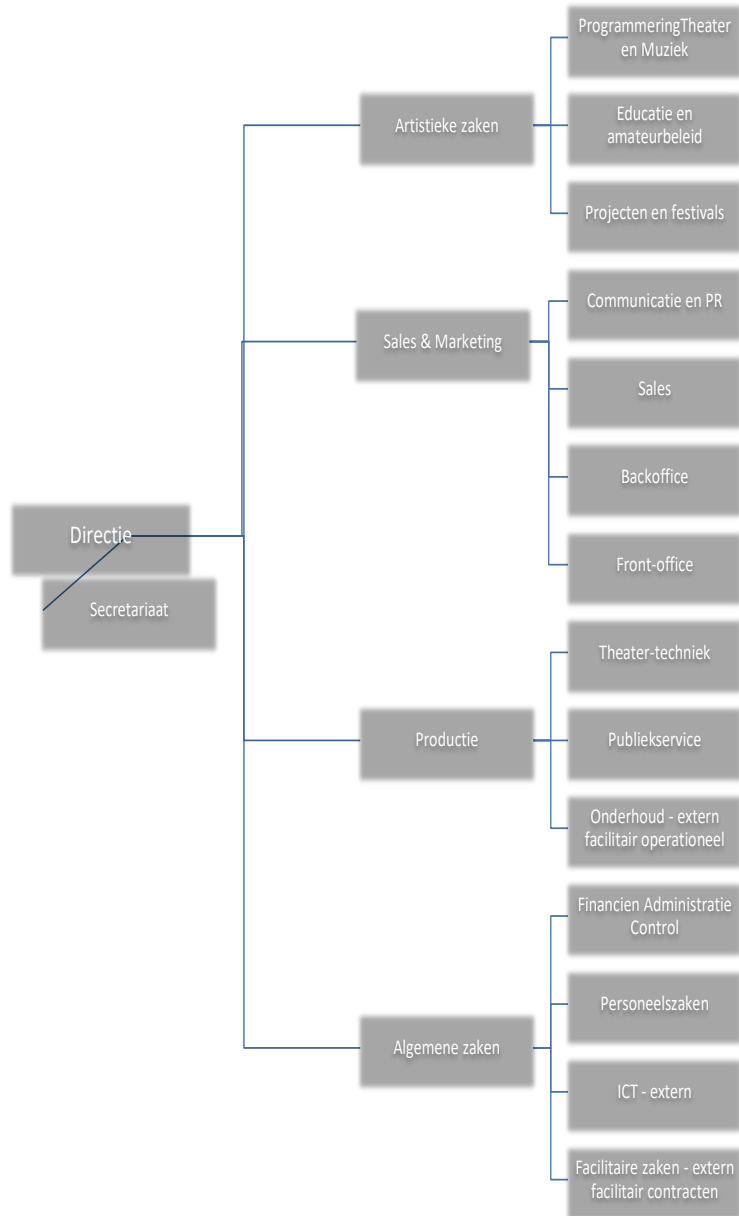 Directie
Secretariaat
Artistieke zaken
ProgrammeringTheater
en Muziek
Educatie en
amateurbeleid
Projecten en festivals
Sales & Marketing
Communicatie en PR
Sales
Backoffice
Front-office
Productie
Theater-techniek
Publiekservice
Onderhoud - extern
facilitair operationeel
Algemene zaken
Financien Administratie
Control
Personeelszaken
ICT - extern
Facilitaire zaken - extern
facilitair contracten